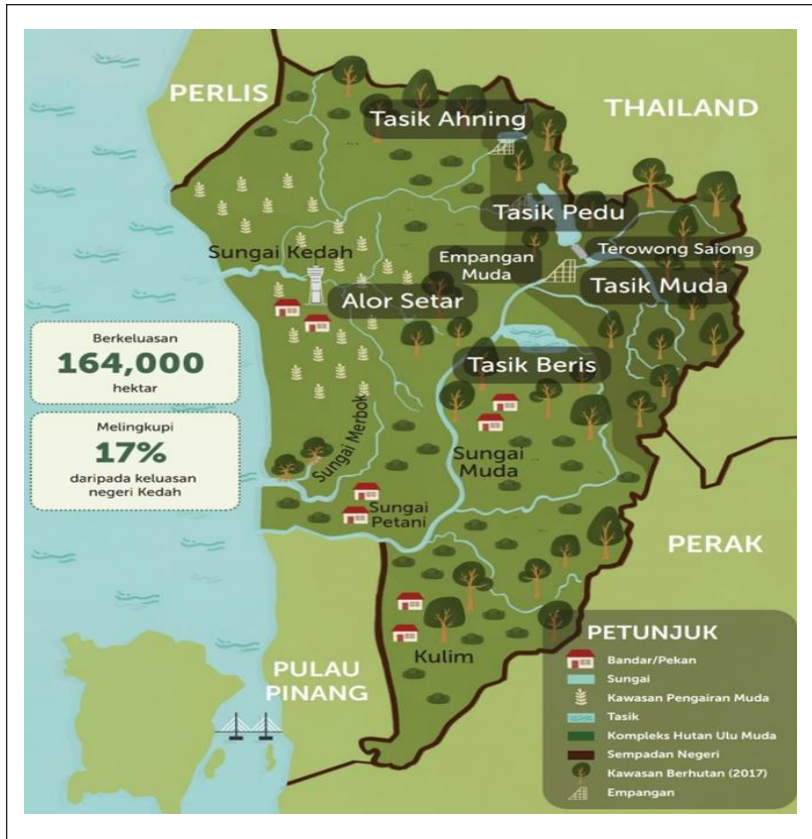 PERLIS
THAILAND
Tasik Ahning
Tasik Pedu
Sungai Kedah
Empangan
Muda
Terowong Saiong
Tasik Muda
Alor Setar
Berkeluasan
164,000
hektar
Tasik Beris
Melingkupi
17%
daripada keluasan
negeri Kedah
Sungai Merbok
Sungai
Muda
Sungai
Petani
PERAK
Kulim
PULAU
PINANG
PETUNJUK
Bandar/Pekan
Sungai
Kawasan Pengairan Muda
Tasik
Kompleks Hutan Ulu Muda
Sempadan Negeri
Kawasan Berhutan (2017)
Empangan